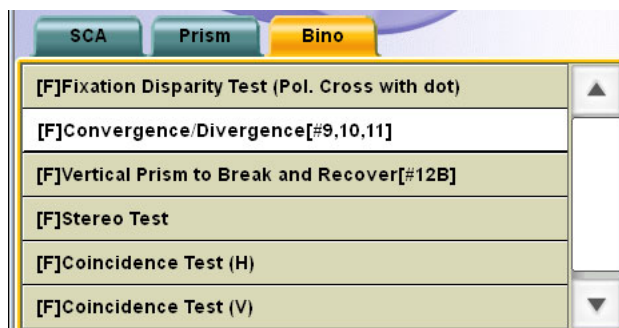 SCA Prism Bino
[F]Fixation Disparity Test (Pol. Cross with dot)
[F]Convergence/Divergence[#9,10,11]
[F]Vertical Prism to Break and Recover[#12B]
[F]Stereo Test
[F]Coincidence Test (H)
[F]Coincidence Test (V)